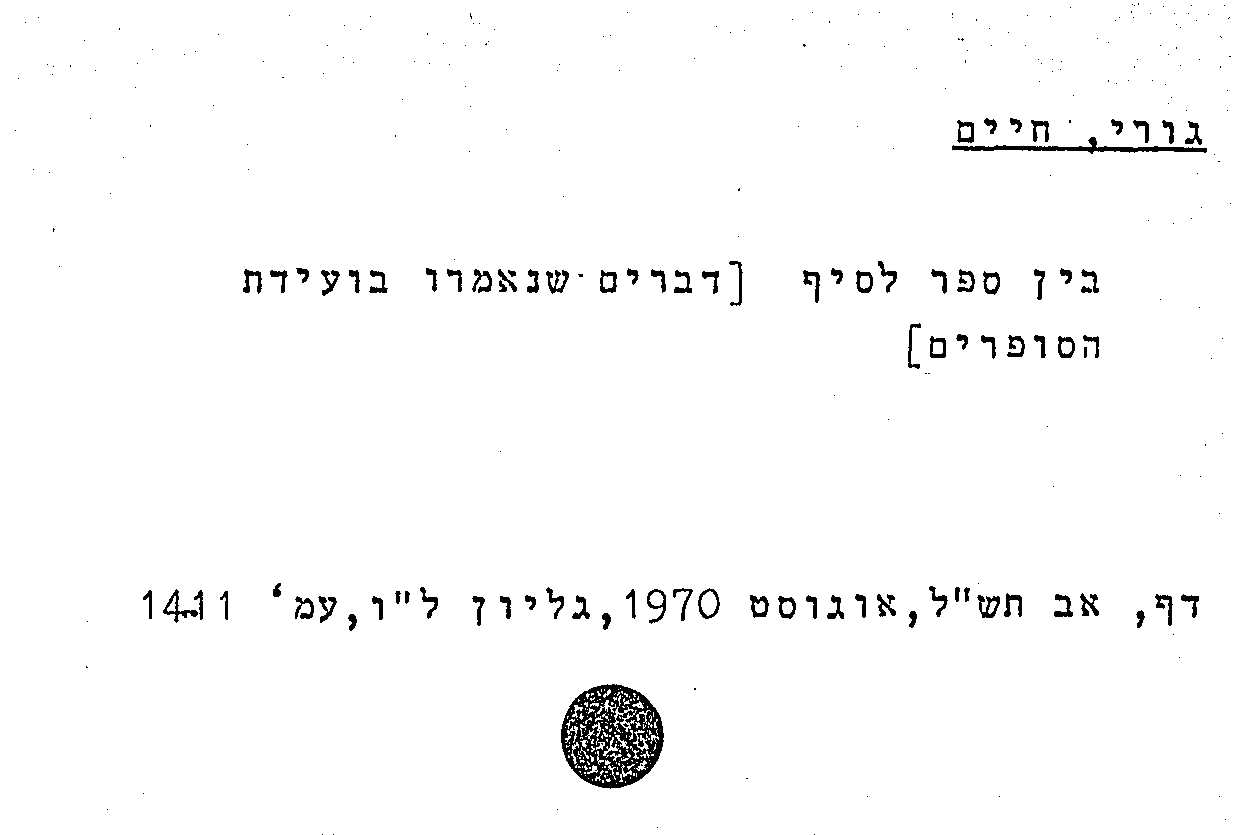 גורי, חיים
בין ספר לסיף [דברים שנאמרו בועידת
הסופרים]
דף, אב תש"ל,אוגוסט 1970,גליון ל"ו,עמ' 14-11